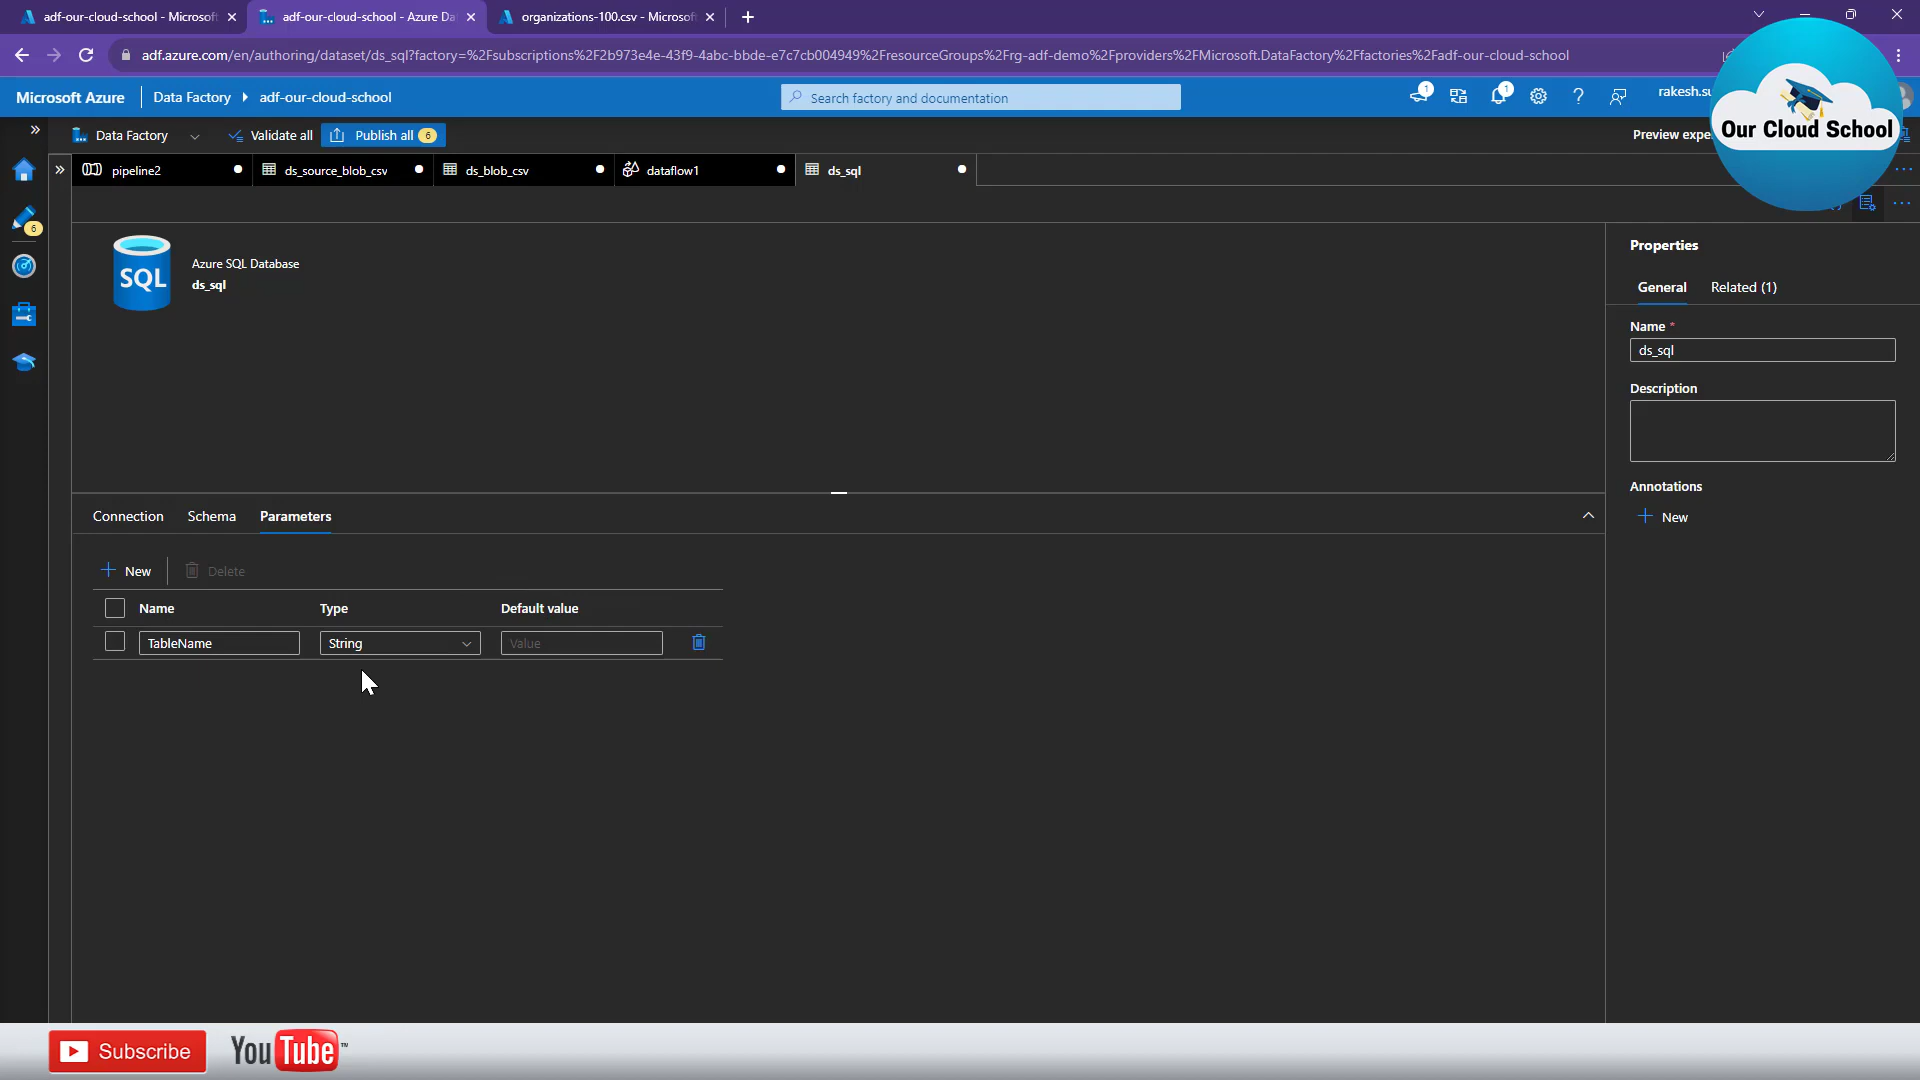 adf-our-cloud-school - Microsoft
adf-our-cloud-school - Azure Da
organizations-100.csv - Microsoft
adf.azure.com/en/authoring/dataset/ds_sql?factory=%2Fsubscriptions%2F2b973e4e-43f9-4abc-bbde-e7c7cb004949%2FresourceGroups%2Frg-adf-demo%2Fproviders%2FMicrosoft.DataFactory%2Ffactories%2Fadf-our-cloud-school
Microsoft Azure
Data Factory
adf-our-cloud-school
Search factory and documentation
1
1
rakesh.su
Data Factory
Validate all
Publish all
6
Preview expe
Our Cloud School
pipeline2
ds_source_blob_csv
ds_blob_csv
dataflow1
ds_sql
6
SQL
Azure SQL Database
ds_sql
Properties
General
Related (1)
Name *
ds_sql
Description
Annotations
New
Connection
Schema
Parameters
New
Delete
Name
Type
Default value
TableName
String
Value
Subscribe
YouTube ™